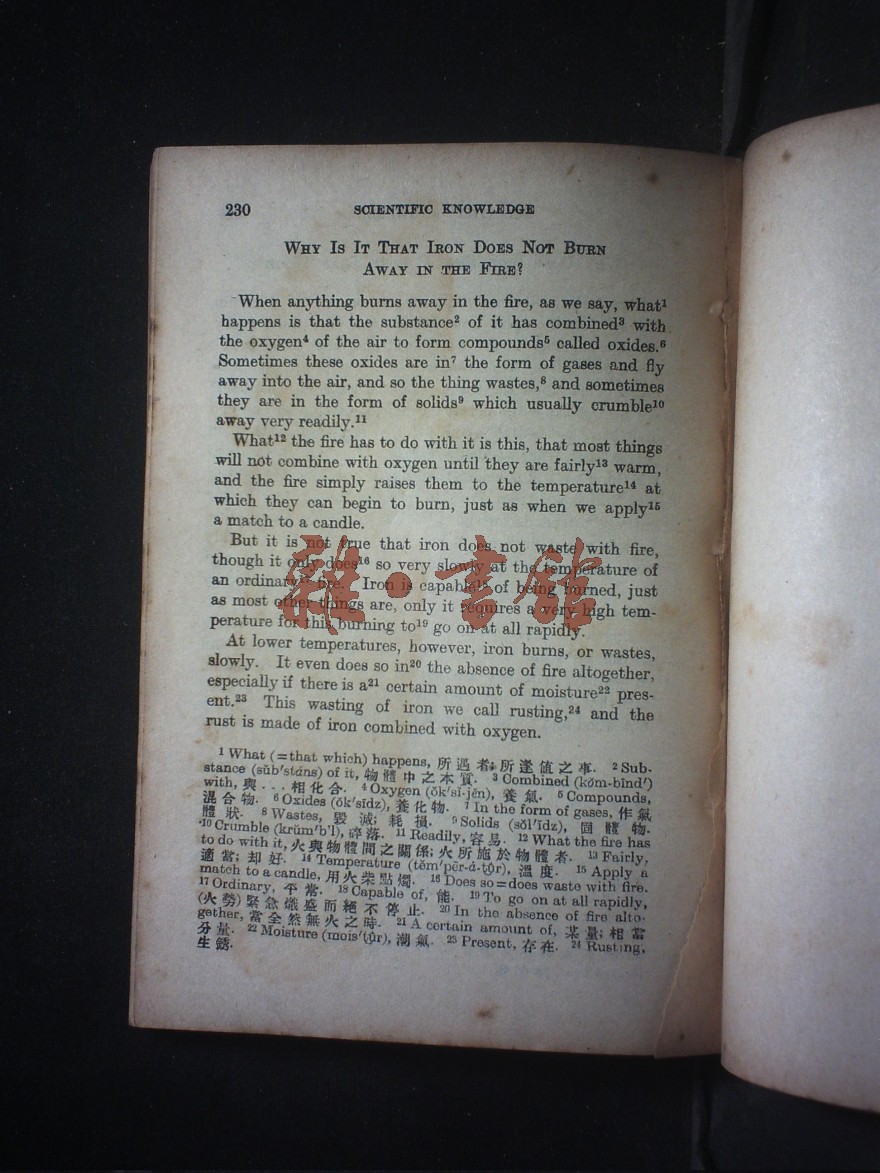 230 SCIENTIFIC KNOWLEDGE
WHY IS IT THAT IRON DOES NOT BURN
AWAY IN THE FIRE?
When anything burns away in the fire, as we say, what¹
happens is that the substance² of it has combined³ with
the oxygen⁴ of the air to form compounds⁵ called oxides.⁶
Sometimes these oxides are in⁷ the form of gases and fly
away into the air, and so the thing wastes,⁸ and sometimes
they are in the form of solids⁹ which usually crumble¹⁰
away very readily.¹¹
What¹² the fire has to do with it is this, that most things
will not combine with oxygen until they are fairly¹³ warm,
and the fire simply raises them to the temperature¹⁴ at
which they can begin to burn, just as when we apply¹⁵
a match to a candle.
But it is not true that iron does not waste with fire,
though it only does¹⁶ so very slowly at the temperature of
an ordinary¹⁷ fire. Iron is capable¹⁸ of being burned, just
as most other things are, only it requires a very high tem-
perature for this burning to¹⁹ go on at all rapidly.
At lower temperatures, however, iron burns, or wastes,
slowly. It even does so in²⁰ the absence of fire altogether,
especially if there is a²¹ certain amount of moisture²² pres-
ent.²³ This wasting of iron we call rusting,²⁴ and the
rust is made of iron combined with oxygen.
¹ What (=that which) happens, 所遇者;所逢值之事. ² Sub-
stance (sŭb'stăns) of it, 物體中之本質. ³ Combined (kŏm-bīnd')
with, 與...相化合. ⁴ Oxygen (ŏk'sĭ-jĕn), 養氣. ⁵ Compounds,
混合物. ⁶ Oxides (ŏk'sīdz), 養化物. ⁷ In the form of gases, 作氣
體狀. ⁸ Wastes, 毀滅; 耗損. ⁹ Solids (sŏl'ĭdz), 固體物.
¹⁰ Crumble (krŭm'b'l), 碎落. ¹¹ Readily, 容易. ¹² What the fire has
to do with it, 火與物體間之關係; 火所施於物體者. ¹³ Fairly,
適當; 却好. ¹⁴ Temperature (tĕm'pẽr-á-tu̧r), 溫度. ¹⁵ Apply a
match to a candle, 用火柴點燭. ¹⁶ Does so=does waste with fire.
¹⁷ Ordinary, 平常. ¹⁸ Capable of, 能. ¹⁹ To go on at all rapidly,
(火勢)緊急熾盛而絕不停止. ²⁰ In the absence of fire alto-
gether, 當全然無火之時. ²¹ A certain amount of, 某量; 相當
分量. ²² Moisture (mois'tu̧r), 潮氣. ²³ Present, 存在. ²⁴ Rusting,
生銹.